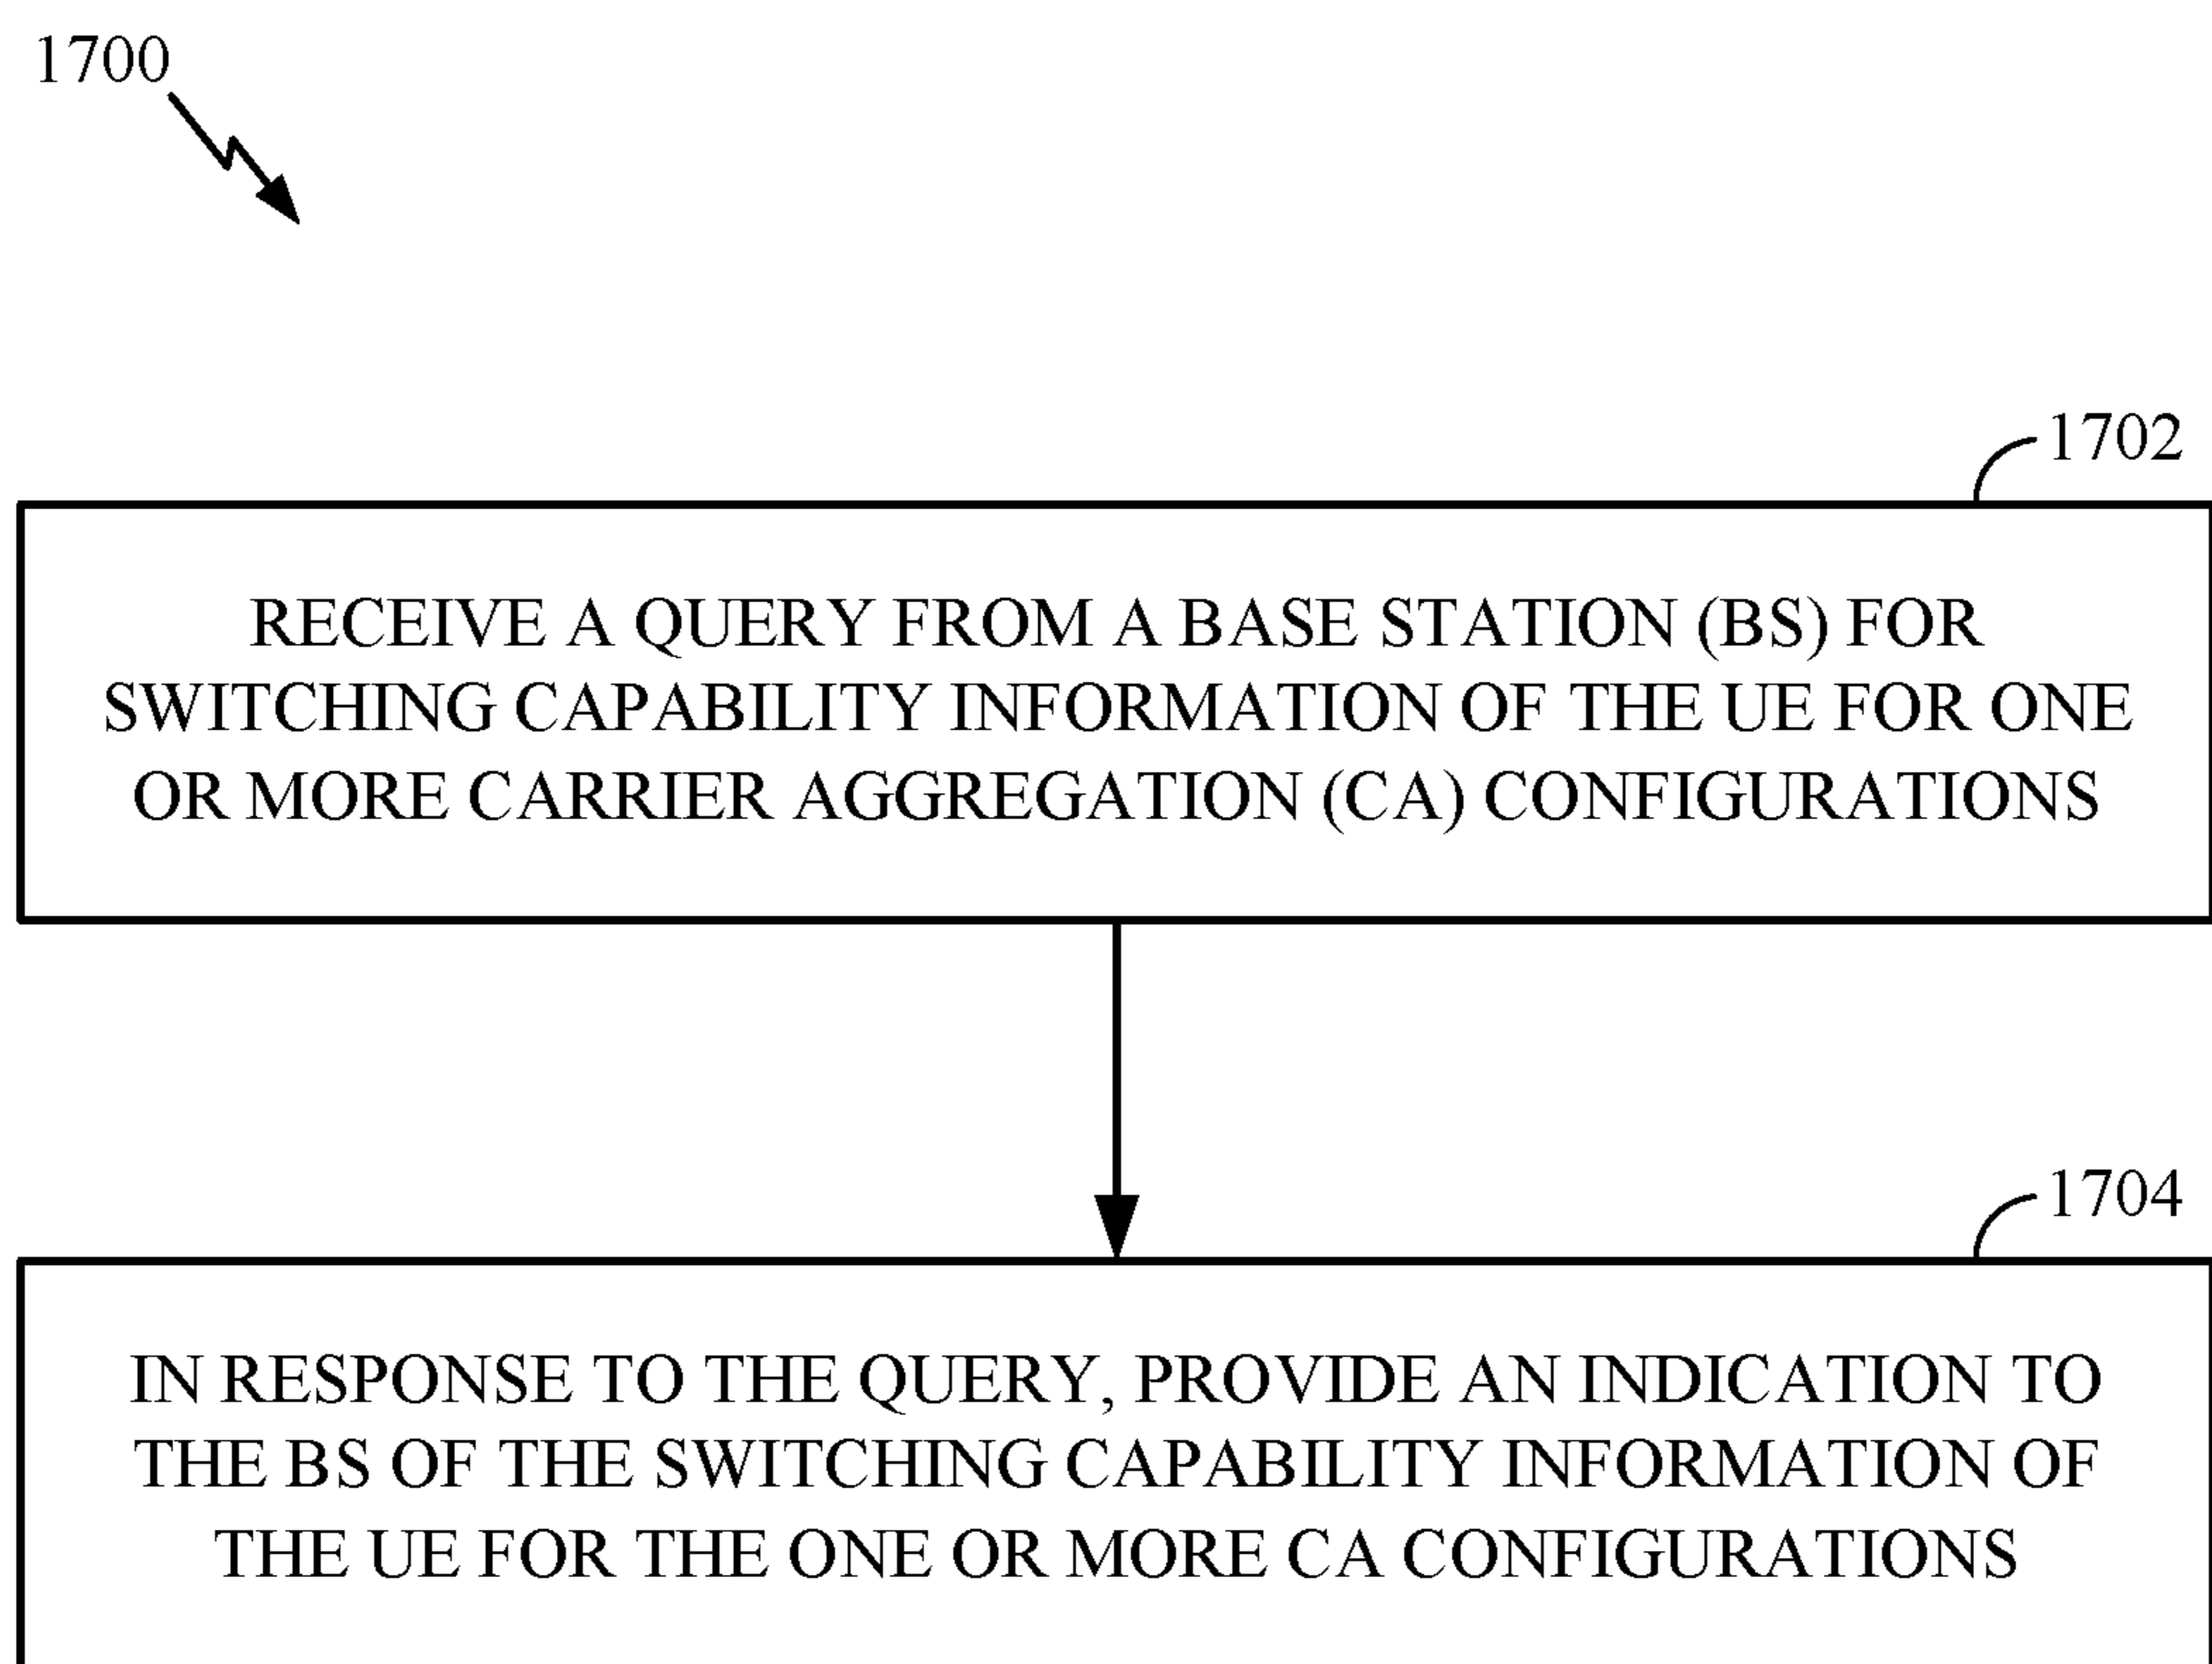 1700
1702
RECEIVE A QUERY FROM A BASE STATION (BS) FOR
SWITCHING CAPABILITY INFORMATION OF THE UE FOR ONE
OR MORE CARRIER AGGREGATION (CA) CONFIGURATIONS
1704
IN RESPONSE TO THE QUERY, PROVIDE AN INDICATION TO
THE BS OF THE SWITCHING CAPABILITY INFORMATION OF
THE UE FOR THE ONE OR MORE CA CONFIGURATIONS